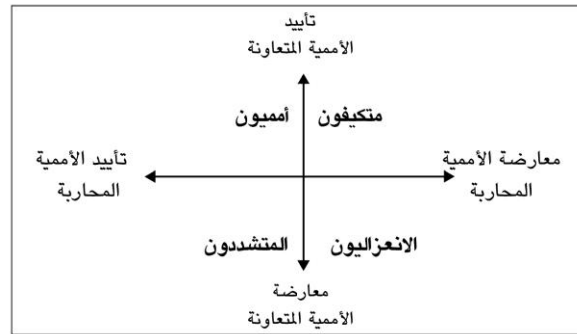 تأييد
الأممية المتعاونة
متكيفون
أمميون
معارضة الأممية
المحاربة
تأييد الأممية
المحاربة
الانعزاليون
المتشددون
معارضة
الأممية المتعاونة